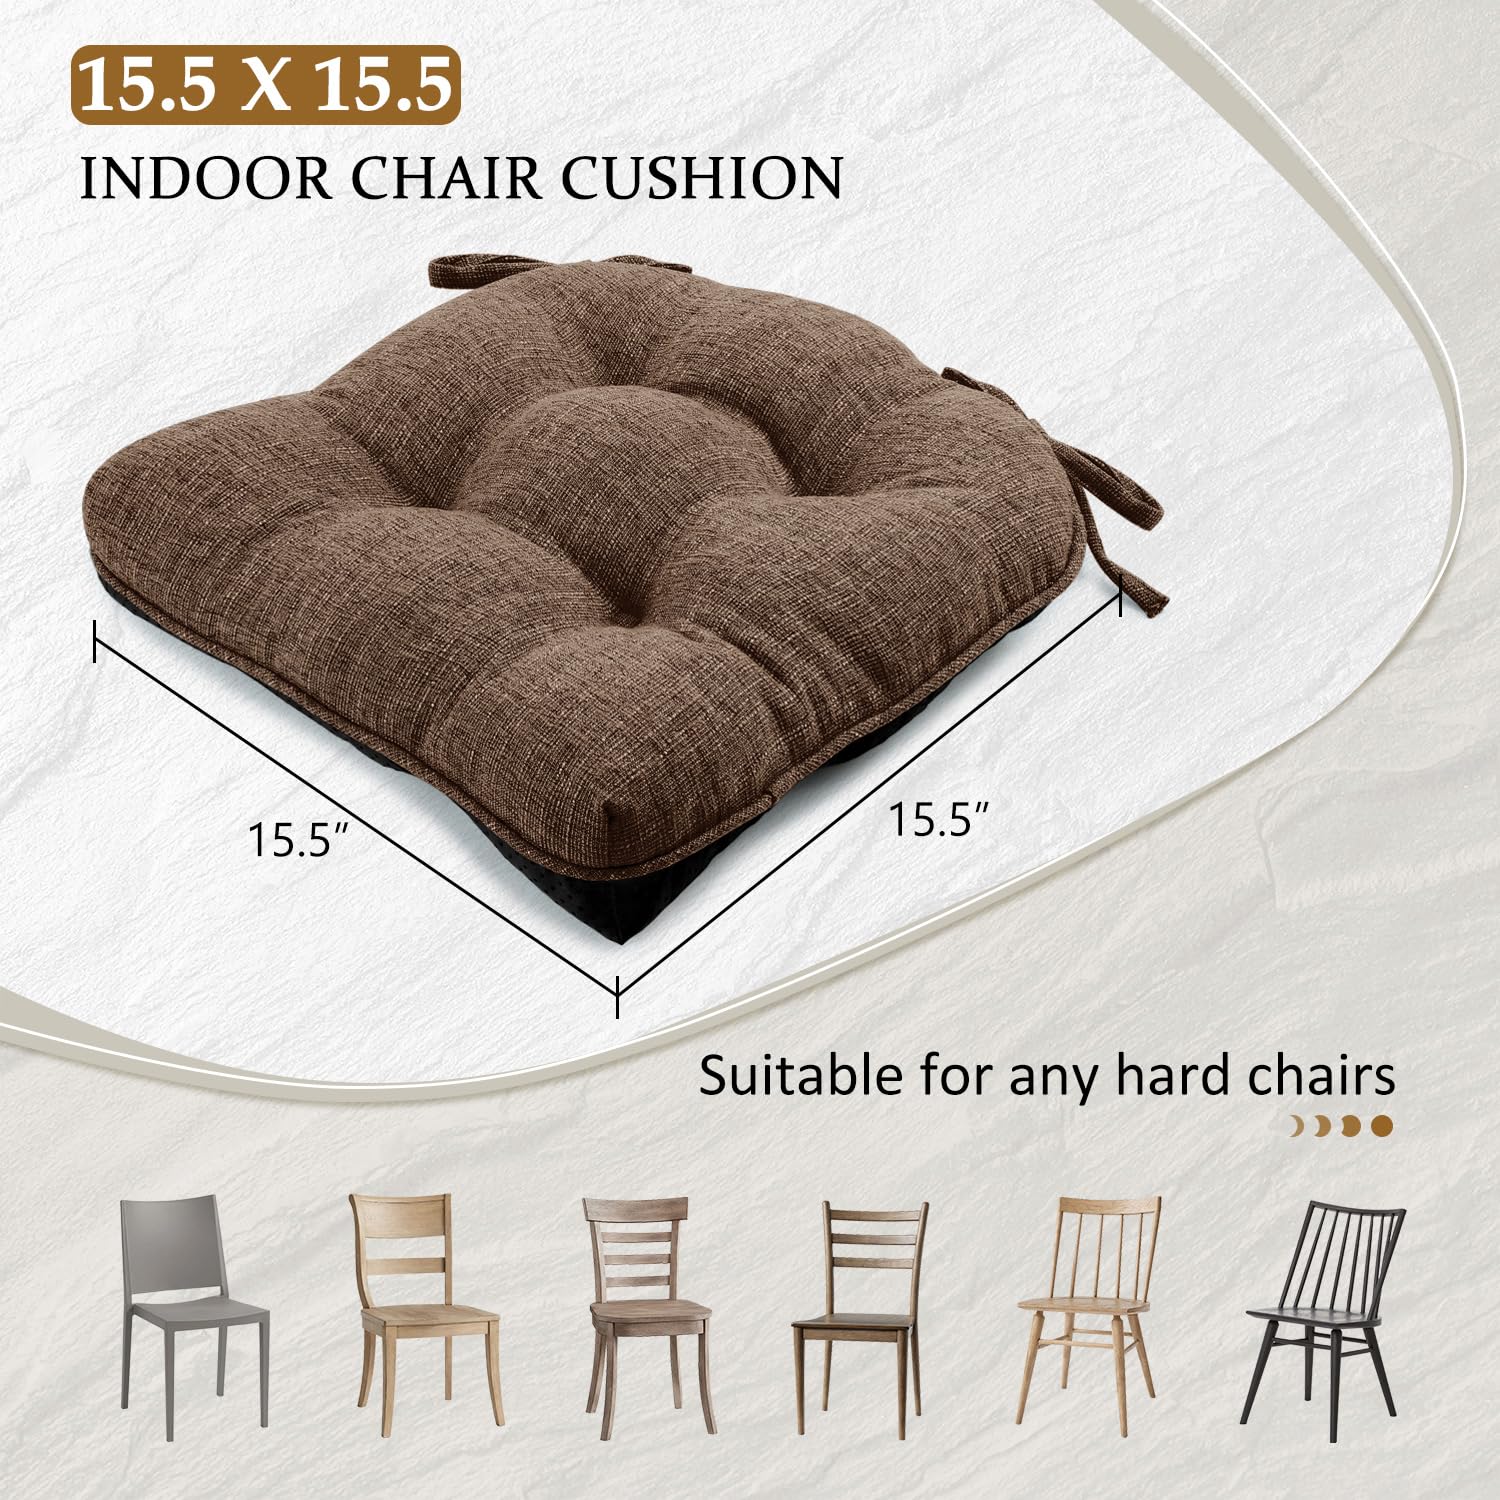 15.5 X 15.5
INDOOR CHAIR CUSHION
15.5"
15.5"
Suitable for any hard chairs